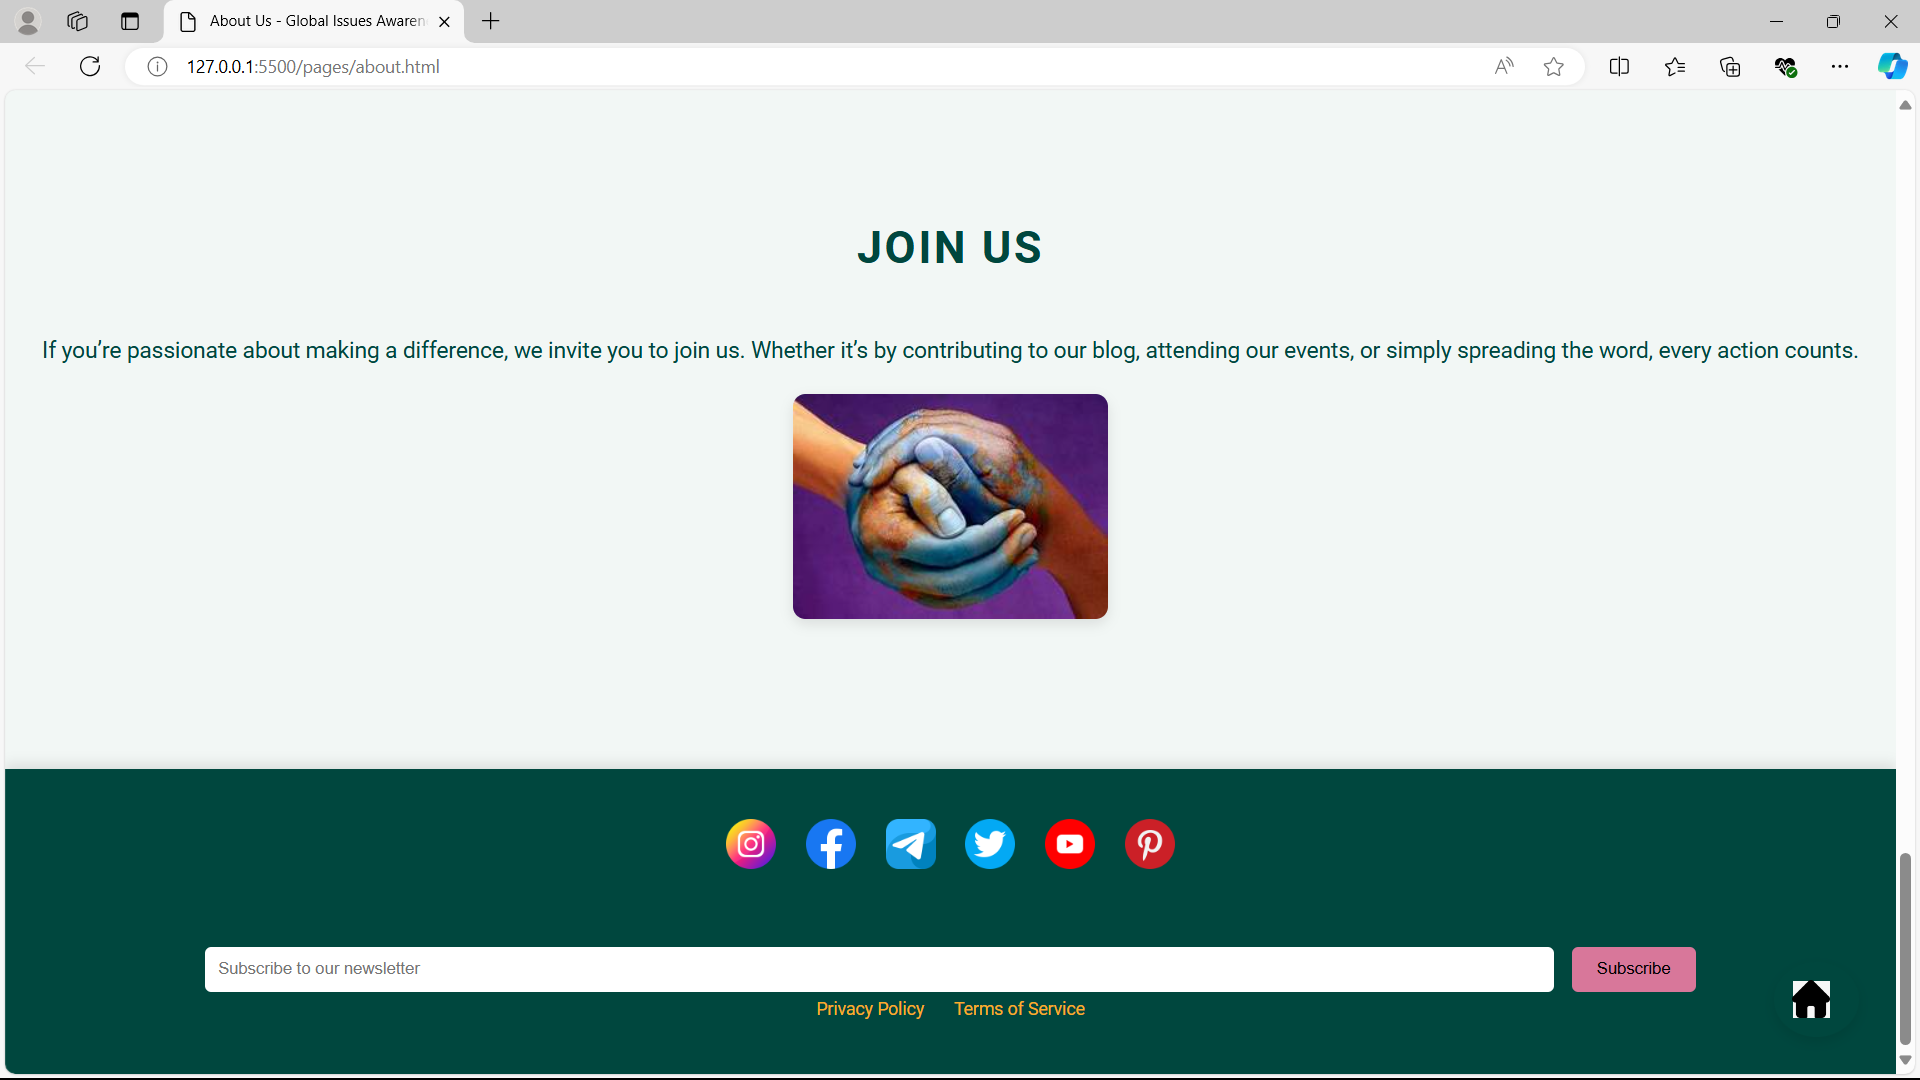 About Us - Global Issues Awaren
127.0.0.1:5500/pages/about.html
JOIN US
If you’re passionate about making a difference, we invite you to join us. Whether it’s by contributing to our blog, attending our events, or simply spreading the word, every action counts.
Subscribe to our newsletter
Subscribe
Privacy Policy
Terms of Service